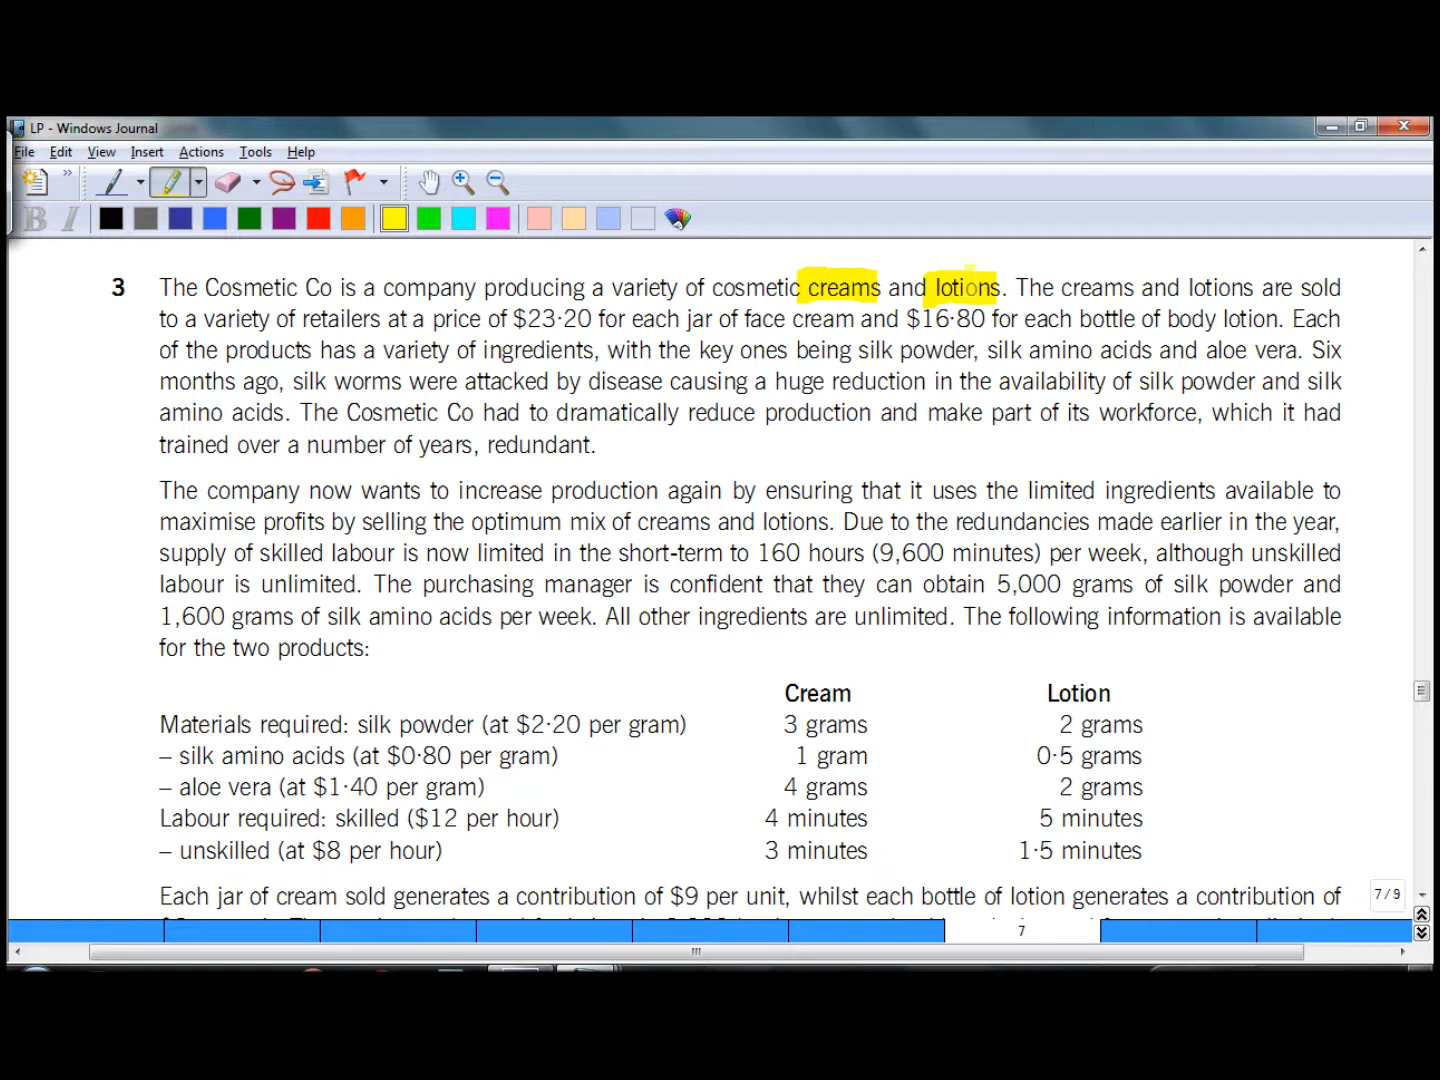 LP - Windows Journal
File Edit View Insert Actions Tools Help
B I
3 The Cosmetic Co is a company producing a variety of cosmetic creams and lotions. The creams and lotions are sold
to a variety of retailers at a price of $23·20 for each jar of face cream and $16·80 for each bottle of body lotion. Each
of the products has a variety of ingredients, with the key ones being silk powder, silk amino acids and aloe vera. Six
months ago, silk worms were attacked by disease causing a huge reduction in the availability of silk powder and silk
amino acids. The Cosmetic Co had to dramatically reduce production and make part of its workforce, which it had
trained over a number of years, redundant.
The company now wants to increase production again by ensuring that it uses the limited ingredients available to
maximise profits by selling the optimum mix of creams and lotions. Due to the redundancies made earlier in the year,
supply of skilled labour is now limited in the short-term to 160 hours (9,600 minutes) per week, although unskilled
labour is unlimited. The purchasing manager is confident that they can obtain 5,000 grams of silk powder and
1,600 grams of silk amino acids per week. All other ingredients are unlimited. The following information is available
for the two products:
Cream Lotion
Materials required: silk powder (at $2·20 per gram) 3 grams 2 grams
– silk amino acids (at $0·80 per gram) 1 gram 0·5 grams
– aloe vera (at $1·40 per gram) 4 grams 2 grams
Labour required: skilled ($12 per hour) 4 minutes 5 minutes
– unskilled (at $8 per hour) 3 minutes 1·5 minutes
Each jar of cream sold generates a contribution of $9 per unit, whilst each bottle of lotion generates a contribution of
7/9
7